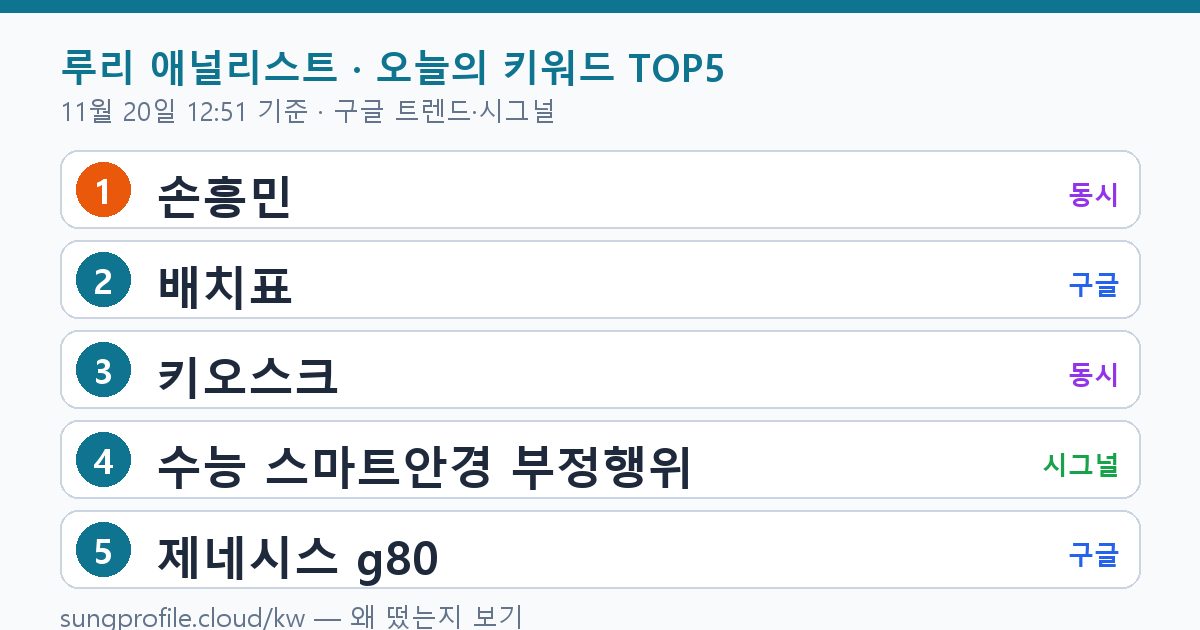 루리 애널리스트 · 오늘의 키워드 TOP5
11월 20일 12:51 기준 · 구글 트렌드·시그널
1 손흥민 동시
2 배치표 구글
3 키오스크 동시
4 수능 스마트안경 부정행위 시그널
5 제네시스 g80 구글
sungprofile.cloud/kw — 왜 떴는지 보기